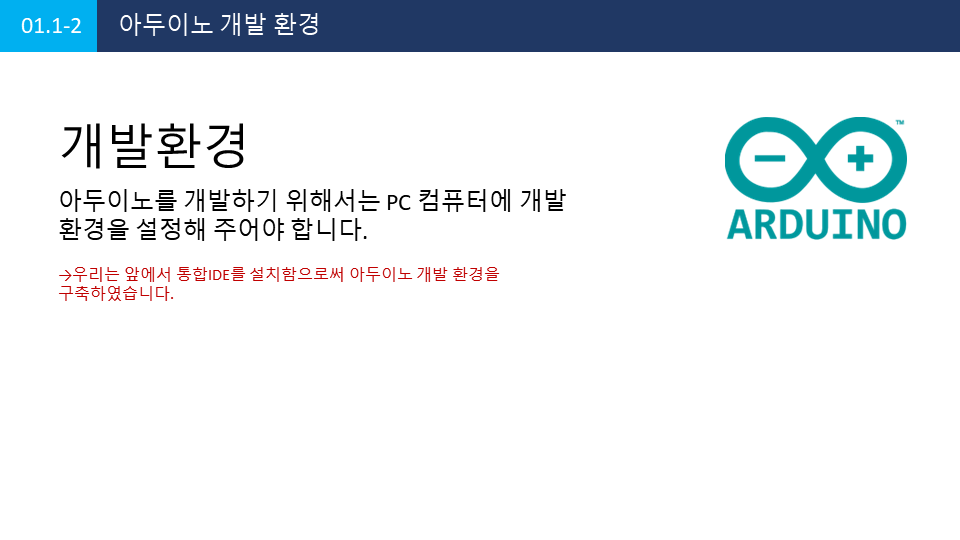 01.1-2 아두이노 개발 환경
개발환경
아두이노를 개발하기 위해서는 PC 컴퓨터에 개발
환경을 설정해 주어야 합니다.
→우리는 앞에서 통합IDE를 설치함으로써 아두이노 개발 환경을
구축하였습니다.
TM
ARDUINO